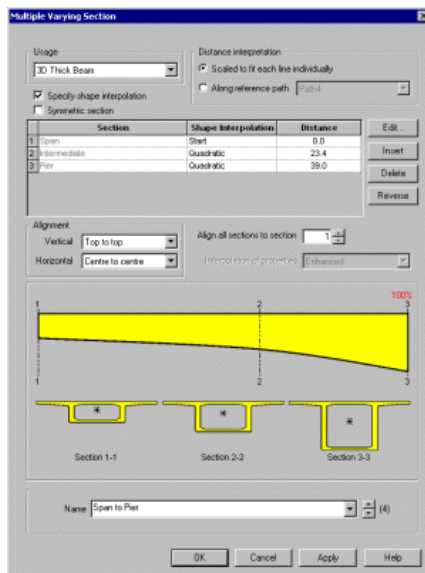 Multiple Varying Section
Usage
3D Thick Beam
Distance interpretation
Scaled to fit each line individually
Along reference path
Path4
Specify shape interpolation
Symmetric section
Section Shape Interpolation Distance
1 Span Start 0.0
2 Intermediate Quadratic 23.4
3 Pier Quadratic 39.0
Edit...
Insert
Delete
Reverse
Alignment
Vertical Top to top
Horizontal Centre to centre
Align all sections to section 1
Interpolation of properties Enhanced
100%
1 2 3
1 2 3
Section 1-1 Section 2-2 Section 3-3
Name Span to Pier (4)
OK Cancel Apply Help